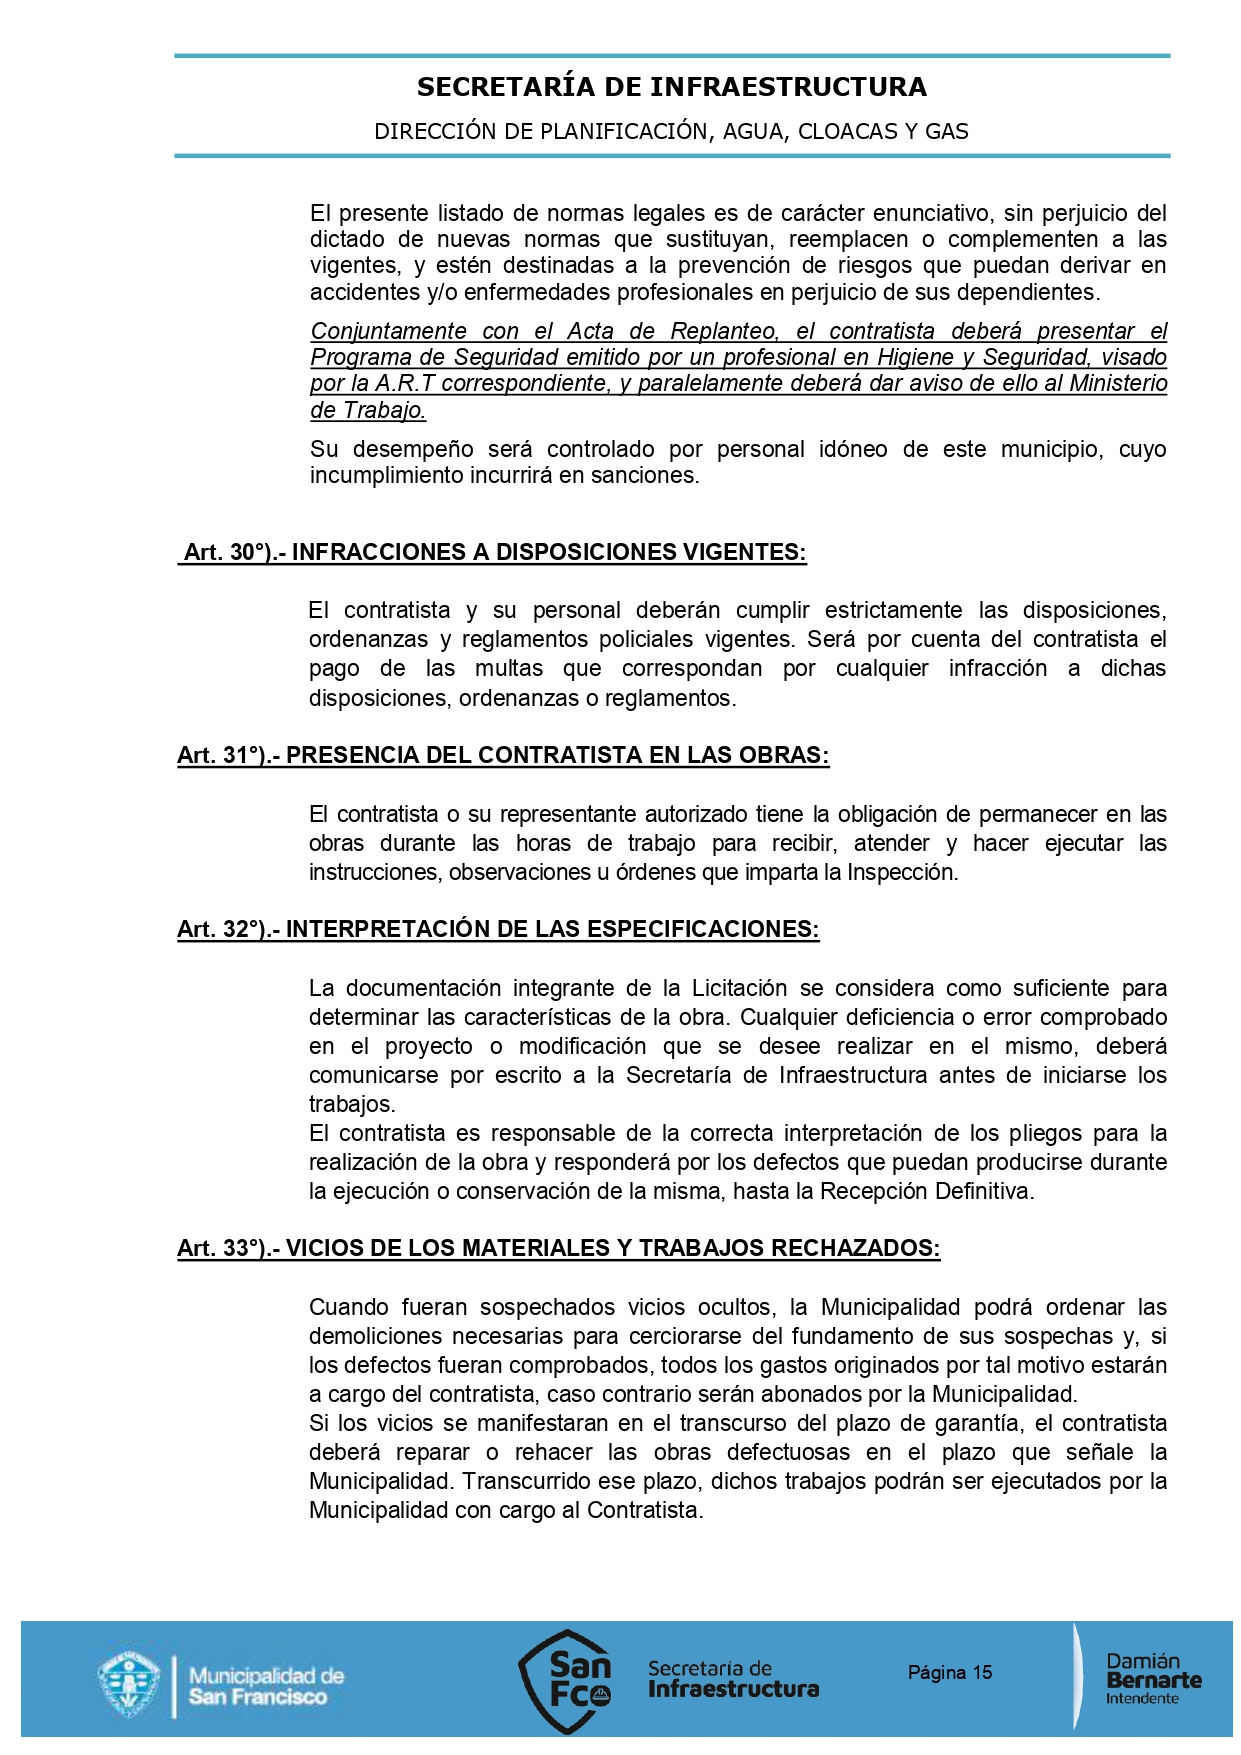 SECRETARÍA DE INFRAESTRUCTURA
DIRECCIÓN DE PLANIFICACIÓN, AGUA, CLOACAS Y GAS
El presente listado de normas legales es de carácter enunciativo, sin perjuicio del
dictado de nuevas normas que sustituyan, reemplacen o complementen a las
vigentes, y estén destinadas a la prevención de riesgos que puedan derivar en
accidentes y/o enfermedades profesionales en perjuicio de sus dependientes.
Conjuntamente con el Acta de Replanteo, el contratista deberá presentar el
Programa de Seguridad emitido por un profesional en Higiene y Seguridad, visado
por la A.R.T correspondiente, y paralelamente deberá dar aviso de ello al Ministerio
de Trabajo.
Su desempeño será controlado por personal idóneo de este municipio, cuyo
incumplimiento incurrirá en sanciones.
Art. 30°).- INFRACCIONES A DISPOSICIONES VIGENTES:
El contratista y su personal deberán cumplir estrictamente las disposiciones,
ordenanzas y reglamentos policiales vigentes. Será por cuenta del contratista el
pago de las multas que correspondan por cualquier infracción a dichas
disposiciones, ordenanzas o reglamentos.
Art. 31°).- PRESENCIA DEL CONTRATISTA EN LAS OBRAS:
El contratista o su representante autorizado tiene la obligación de permanecer en las
obras durante las horas de trabajo para recibir, atender y hacer ejecutar las
instrucciones, observaciones u órdenes que imparta la Inspección.
Art. 32°).- INTERPRETACIÓN DE LAS ESPECIFICACIONES:
La documentación integrante de la Licitación se considera como suficiente para
determinar las características de la obra. Cualquier deficiencia o error comprobado
en el proyecto o modificación que se desee realizar en el mismo, deberá
comunicarse por escrito a la Secretaría de Infraestructura antes de iniciarse los
trabajos.
El contratista es responsable de la correcta interpretación de los pliegos para la
realización de la obra y responderá por los defectos que puedan producirse durante
la ejecución o conservación de la misma, hasta la Recepción Definitiva.
Art. 33°).- VICIOS DE LOS MATERIALES Y TRABAJOS RECHAZADOS:
Cuando fueran sospechados vicios ocultos, la Municipalidad podrá ordenar las
demoliciones necesarias para cerciorarse del fundamento de sus sospechas y, si
los defectos fueran comprobados, todos los gastos originados por tal motivo estarán
a cargo del contratista, caso contrario serán abonados por la Municipalidad.
Si los vicios se manifestaran en el transcurso del plazo de garantía, el contratista
deberá reparar o rehacer las obras defectuosas en el plazo que señale la
Municipalidad. Transcurrido ese plazo, dichos trabajos podrán ser ejecutados por la
Municipalidad con cargo al Contratista.
Municipalidad de
San Francisco
San
Fco
Secretaría de
Infraestructura
Página 15
Damián
Bernarte
Intendente